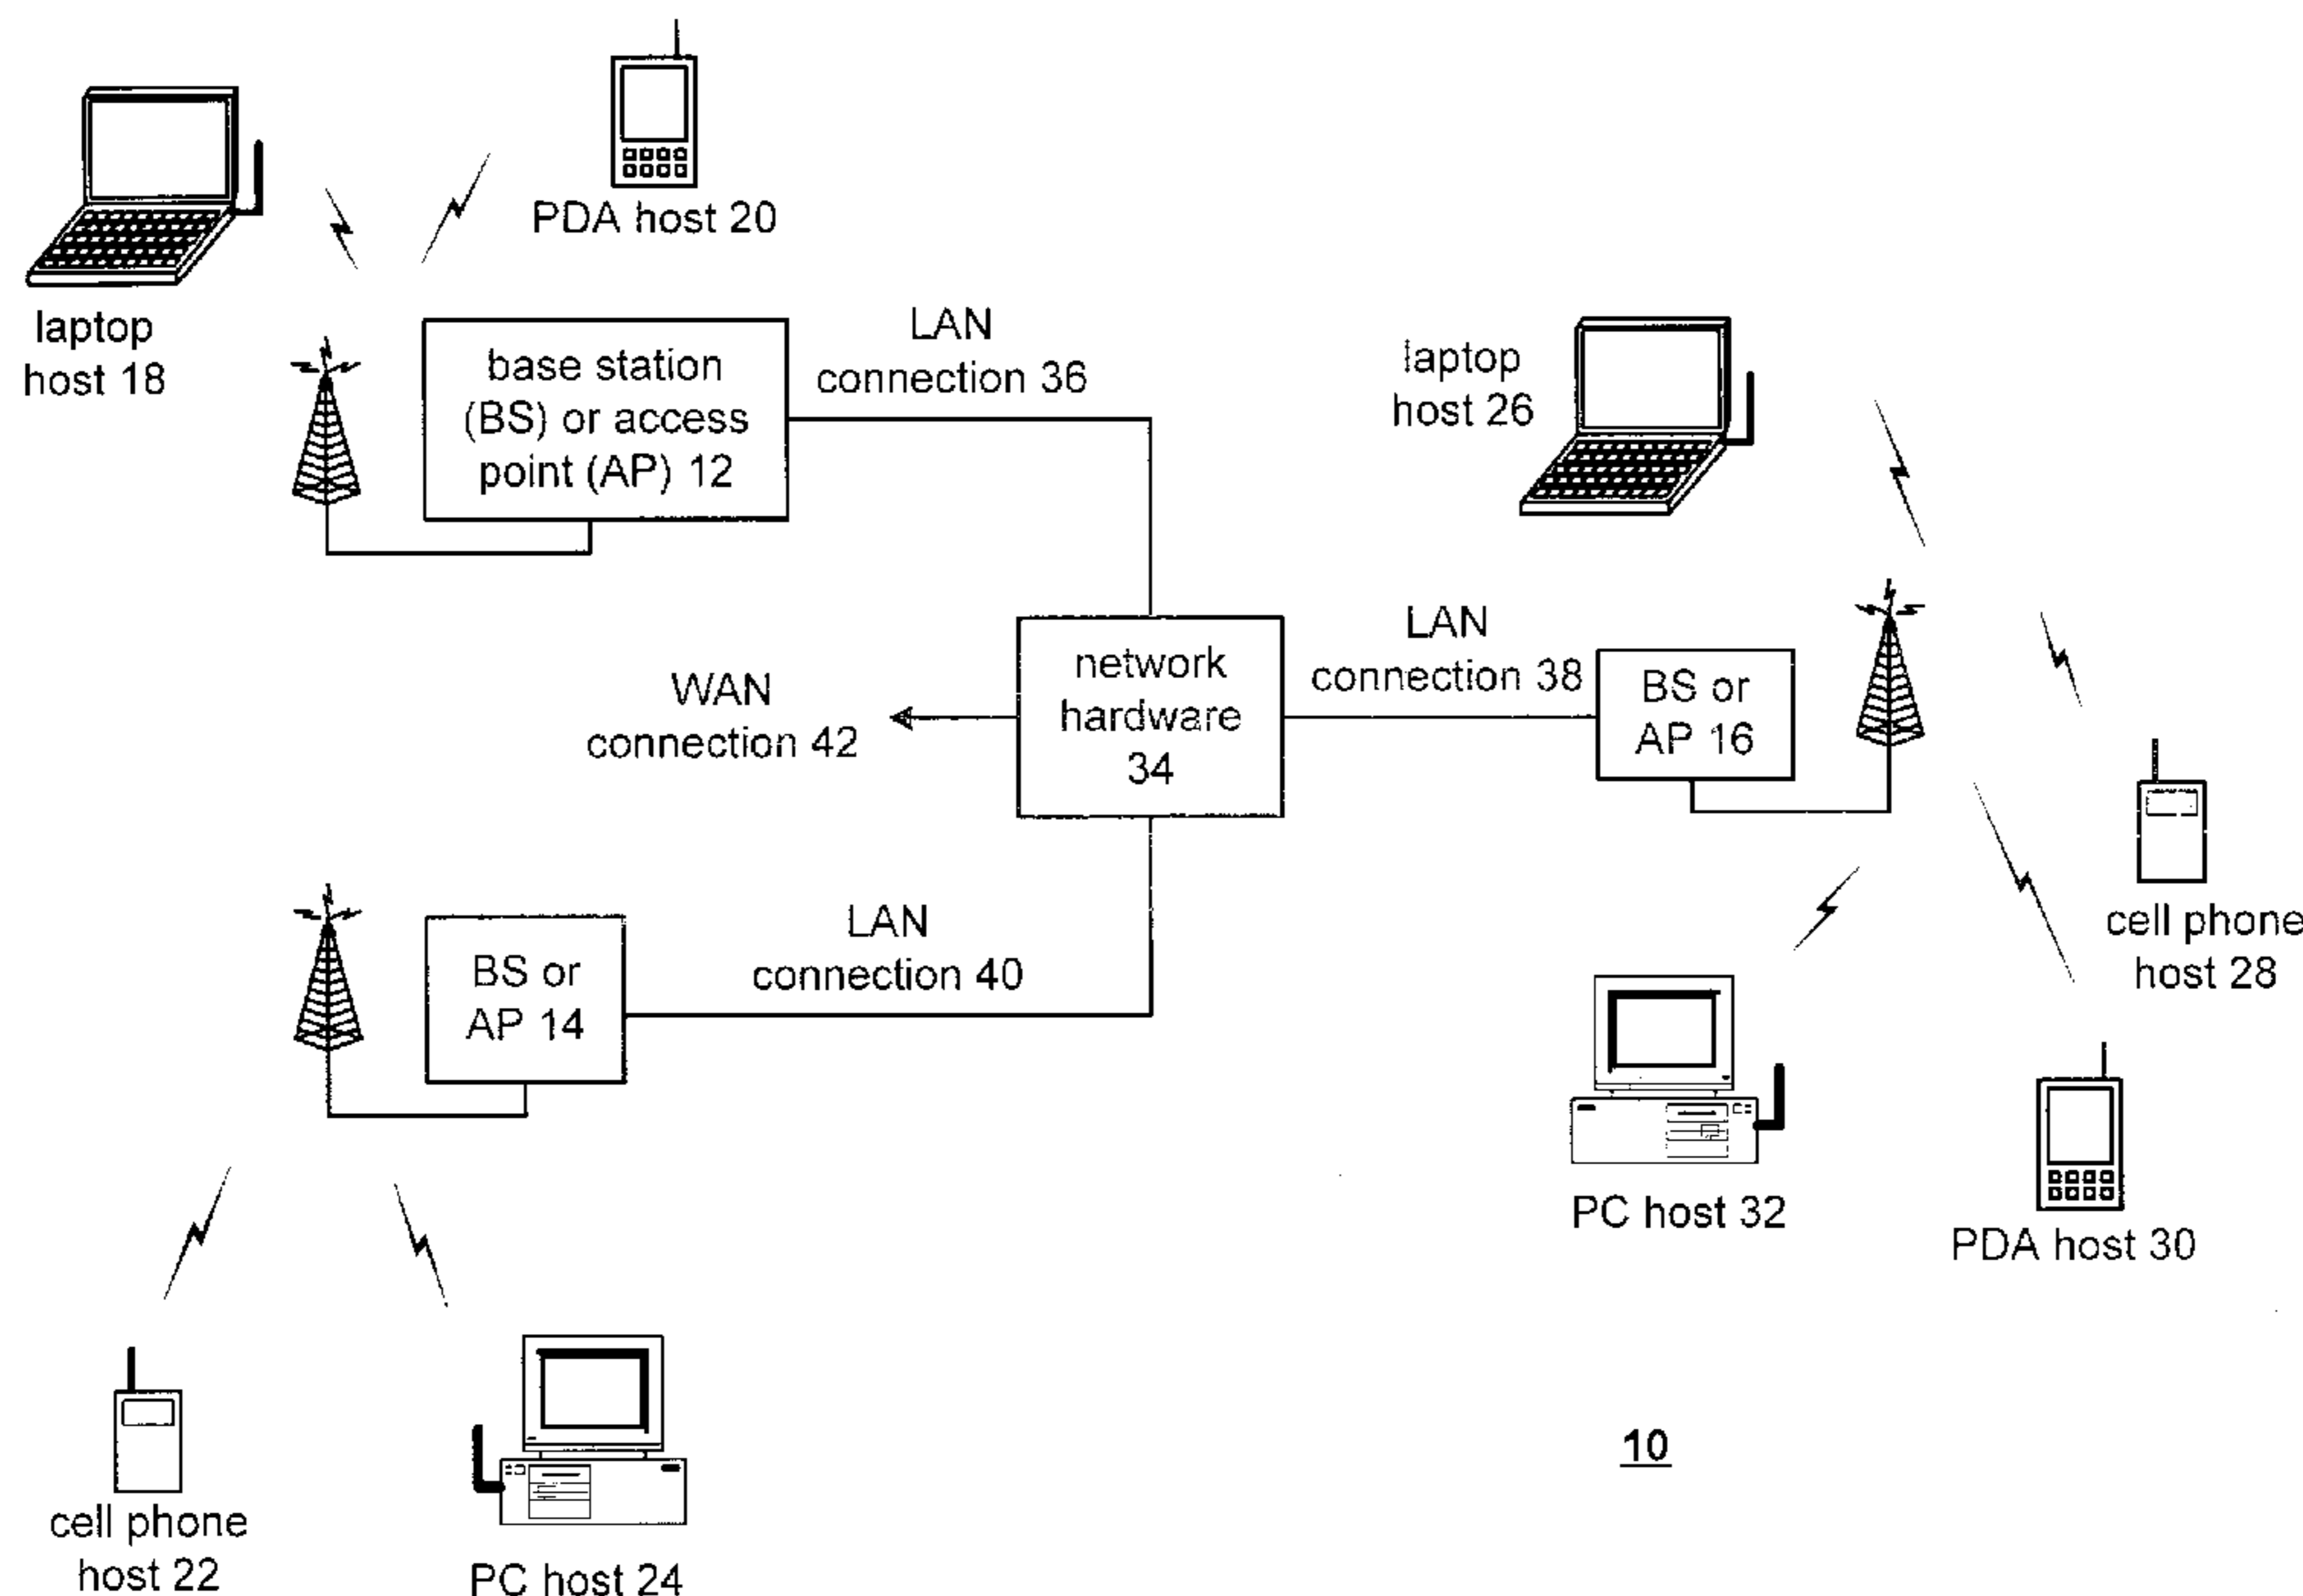 PDA host 20
laptop
host 18
base station
(BS) or access
point (AP) 12
LAN
connection 36
laptop
host 26
WAN
connection 42
network
hardware
34
LAN
connection 38
BS or
AP 16
cell phone
host 28
BS or
AP 14
LAN
connection 40
PC host 32
PDA host 30
cell phone
host 22
PC host 24
10